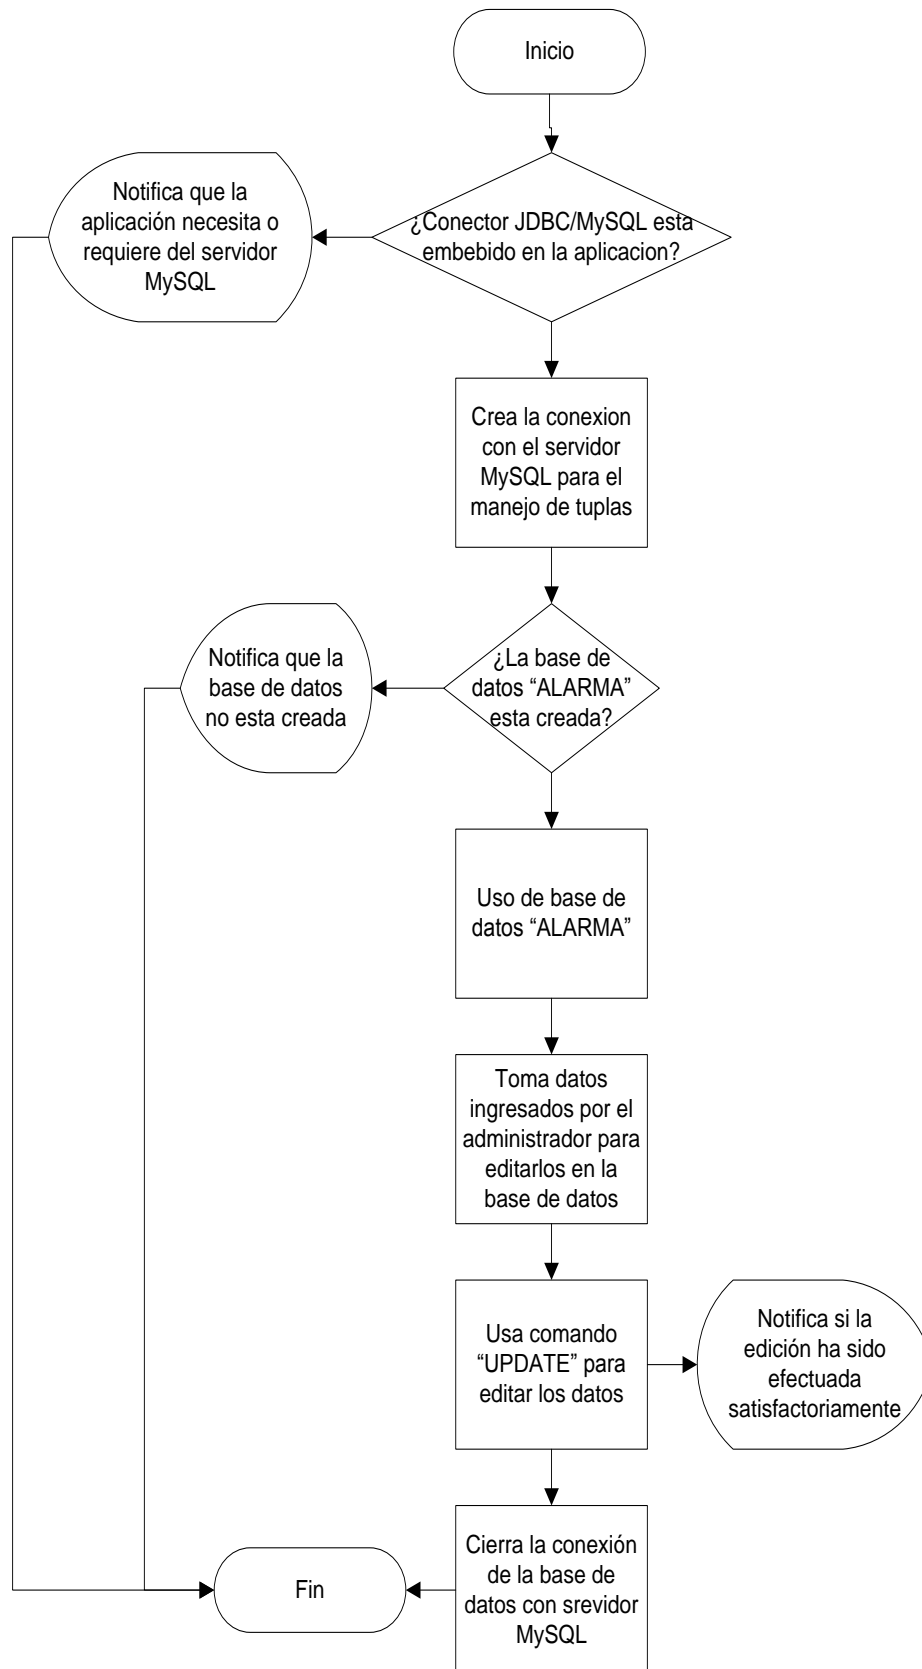 Inicio
¿Conector JDBC/MySQL esta
embebido en la aplicacion?
Notifica que la
aplicación necesita o
requiere del servidor
MySQL
Crea la conexion
con el servidor
MySQL para el
manejo de tuplas
¿La base de
datos “ALARMA”
esta creada?
Notifica que la
base de datos
no esta creada
Uso de base de
datos “ALARMA”
Toma datos
ingresados por el
administrador para
editarlos en la
base de datos
Usa comando
“UPDATE” para
editar los datos
Notifica si la
edición ha sido
efectuada
satisfactoriamente
Cierra la conexión
de la base de
datos con srevidor
MySQL
Fin